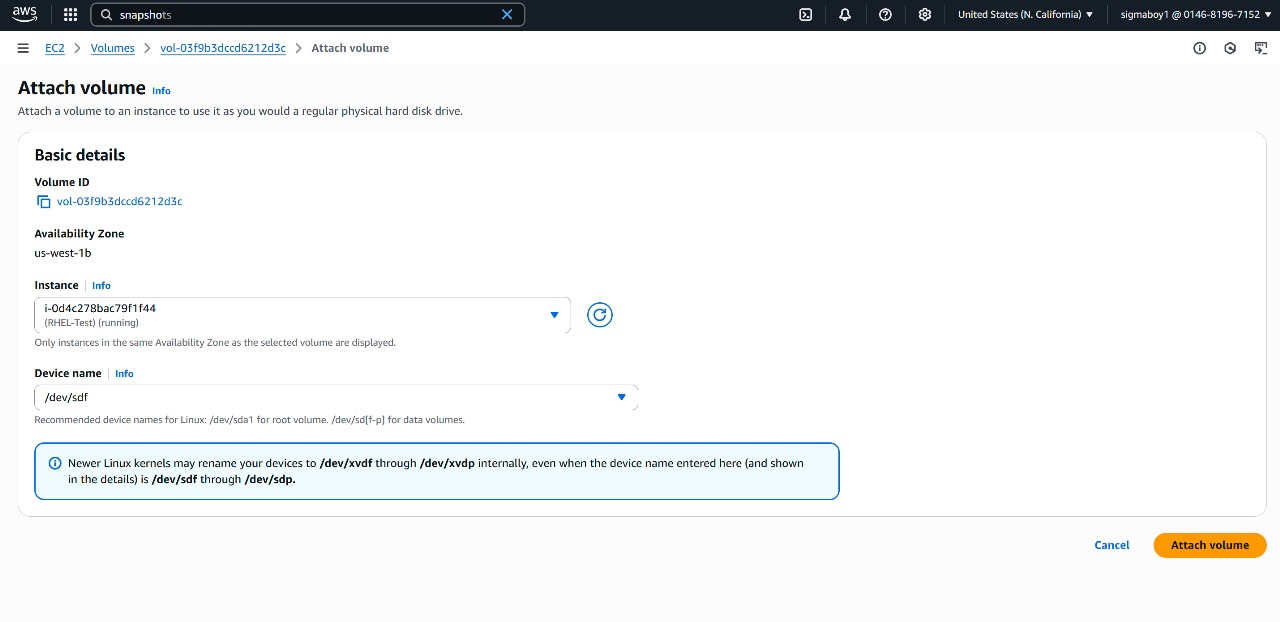 aws
snapshots
United States (N. California)
sigmaboy1 @ 0146-8196-7152
EC2 > Volumes > vol-03f9b3dccd6212d3c > Attach volume
Attach volume Info
Attach a volume to an instance to use it as you would a regular physical hard disk drive.
Basic details
Volume ID
vol-03f9b3dccd6212d3c
Availability Zone
us-west-1b
Instance | Info
i-0d4c278bac79f1f44
(RHEL-Test) (running)
Only instances in the same Availability Zone as the selected volume are displayed.
Device name | Info
/dev/sdf
Recommended device names for Linux: /dev/sda1 for root volume. /dev/sd[f-p] for data volumes.
Newer Linux kernels may rename your devices to /dev/xvdf through /dev/xvdp internally, even when the device name entered here (and shown
in the details) is /dev/sdf through /dev/sdp.
Cancel
Attach volume